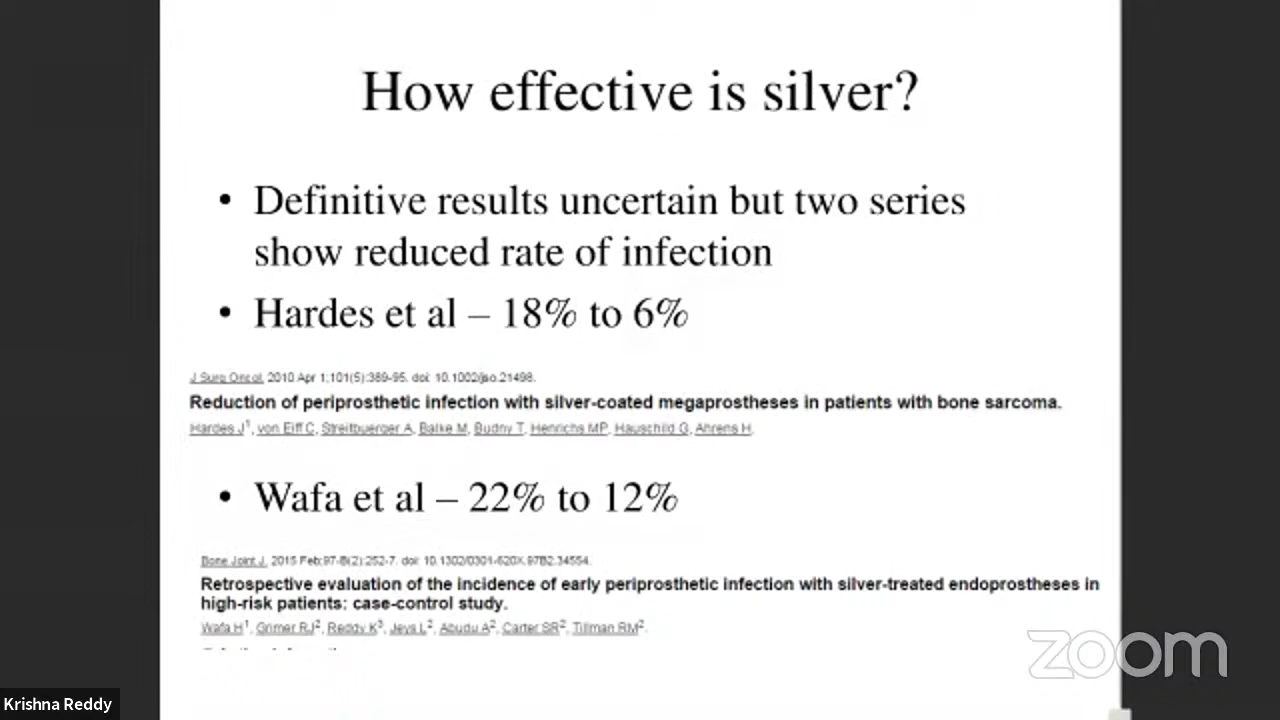 How effective is silver?
• Definitive results uncertain but two series
show reduced rate of infection
• Hardes et al – 18% to 6%
J Surg Oncol. 2010 Apr 1;101(5):389-95. doi: 10.1002/jso.21498.
Reduction of periprosthetic infection with silver-coated megaprostheses in patients with bone sarcoma.
Hardes J1, von Eiff C, Streitbuerger A, Balke M, Budny T, Henrichs MP, Hauschild G, Ahrens H.
• Wafa et al – 22% to 12%
Bone Joint J. 2015 Feb;97-B(2):252-7. doi: 10.1302/0301-620X.97B2.34554.
Retrospective evaluation of the incidence of early periprosthetic infection with silver-treated endoprostheses in
high-risk patients: case-control study.
Wafa H1, Grimer RJ2, Reddy K3, Jeys L2, Abudu A2, Carter SR2, Tillman RM2.
zoom
Krishna Reddy